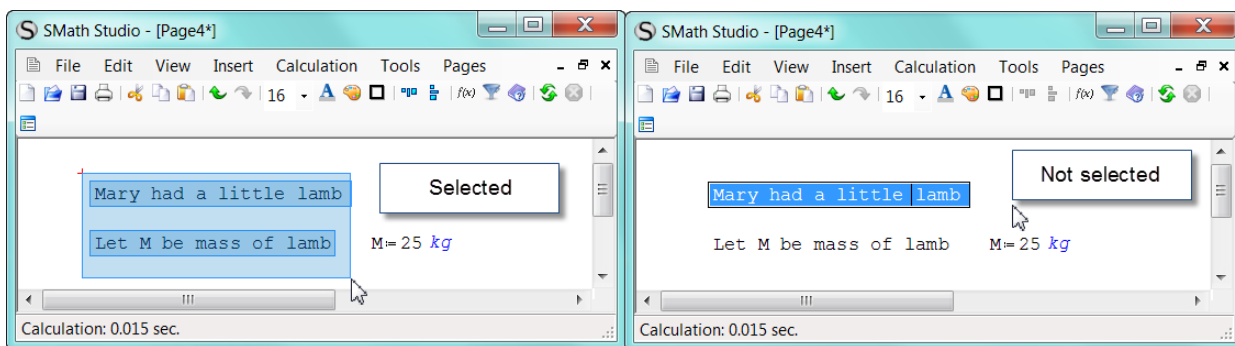 SMath Studio - [Page4*]
File Edit View Insert Calculation Tools Pages
16 A f(x)
Selected
Mary had a little lamb
Let M be mass of lamb M≔25 kg
Calculation: 0.015 sec.
SMath Studio - [Page4*]
File Edit View Insert Calculation Tools Pages
16 A f(x)
Not selected
Mary had a little lamb
Let M be mass of lamb M≔25 kg
Calculation: 0.015 sec.